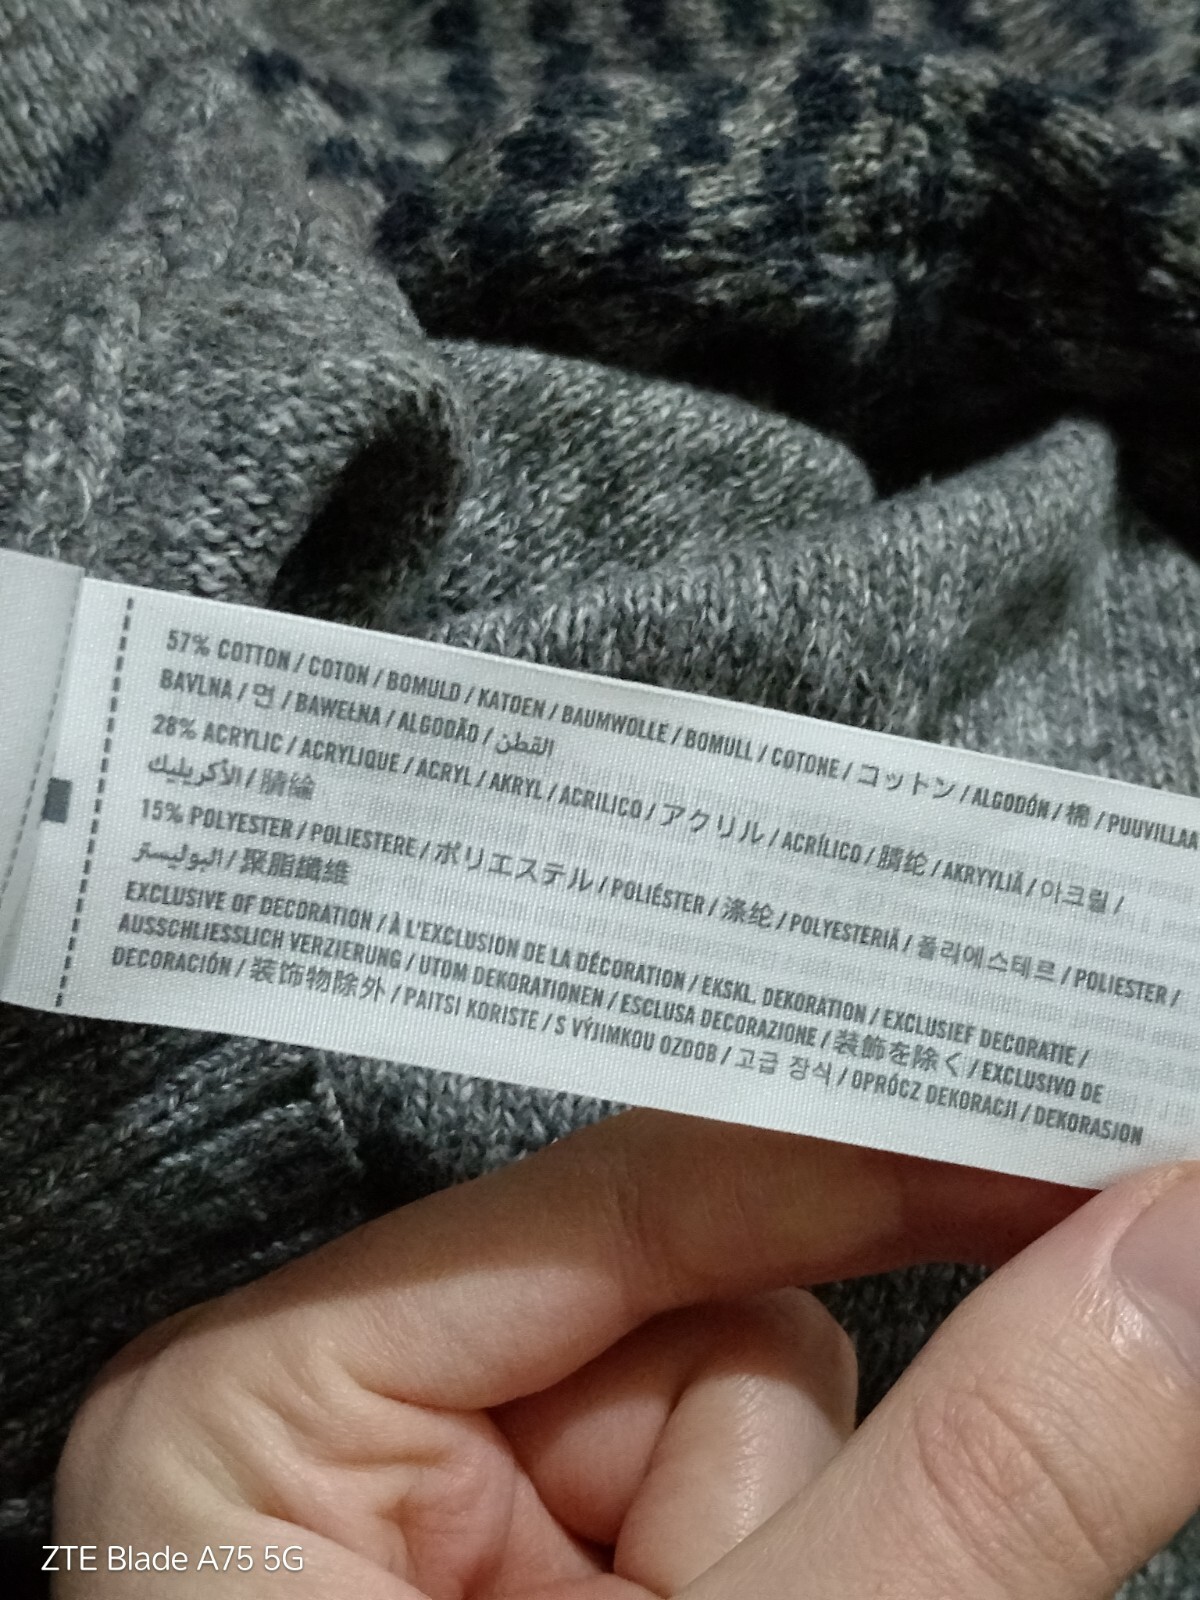 57% COTTON / COTON / BOMULD / KATOEN / BAUMWOLLE / BOMULL / COTONE / コットン / ALGODÓN / 棉 / PUUVILLAA
BAVLNA / 면 / BAWEŁNA / ALGODÃO / القطن
28% ACRYLIC / ACRYLIQUE / ACRYL / AKRYL / ACRILICO / アクリル / ACRÍLICO / 腈纶 / AKRYYLIÄ / 아크릴 /
الأكريليك / 腈綸
15% POLYESTER / POLIESTERE / ポリエステル / POLIÉSTER / 涤纶 / POLYESTERIÄ / 폴리에스테르 / POLIESTER /
البوليستر / 聚脂纖維
EXCLUSIVE OF DECORATION / À L'EXCLUSION DE LA DÉCORATION / EKSKL. DEKORATION / EXCLUSIEF DECORATIE /
AUSSCHLIESSLICH VERZIERUNG / UTOM DEKORATIONEN / ESCLUSA DECORAZIONE / 装飾を除く / EXCLUSIVO DE
DECORACIÓN / 装饰物除外 / PAITSI KORISTE / S VÝJIMKOU OZDOB / 고급 장식 / OPRÓCZ DEKORACJI / DEKORASJON
ZTE Blade A75 5G